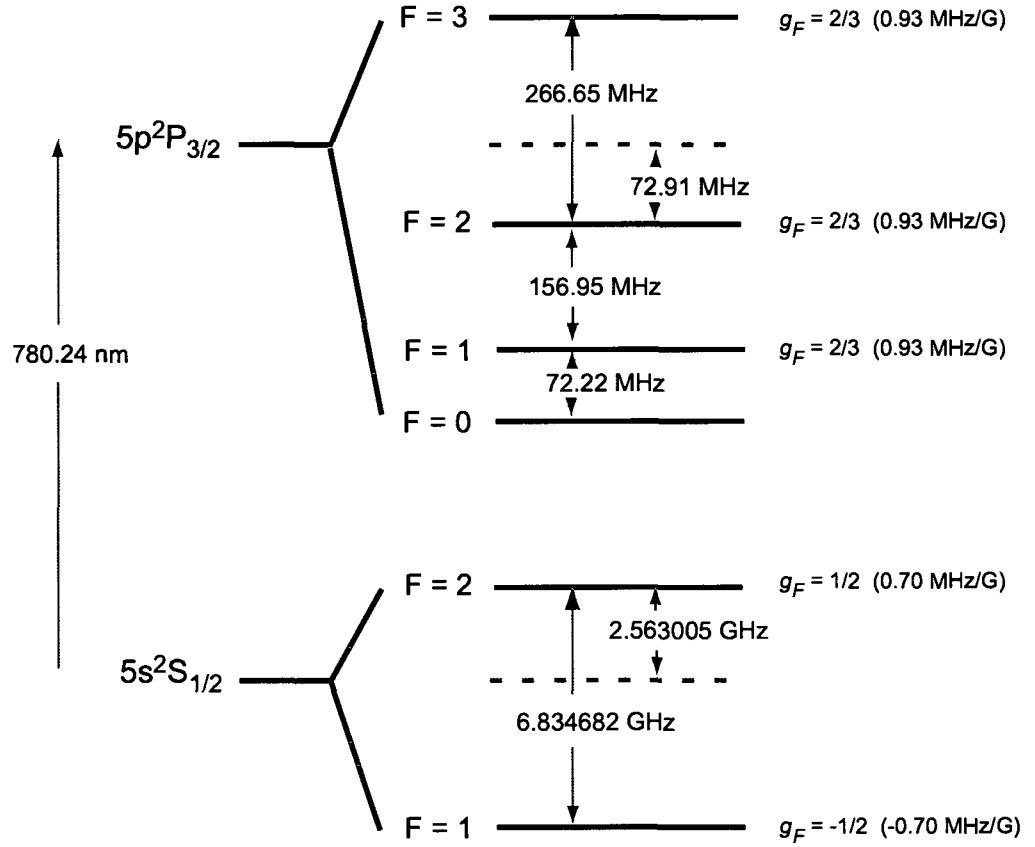 F = 3
g_F = 2/3 (0.93 MHz/G)
266.65 MHz
5p²P₃/₂
72.91 MHz
F = 2
g_F = 2/3 (0.93 MHz/G)
156.95 MHz
780.24 nm
F = 1
g_F = 2/3 (0.93 MHz/G)
72.22 MHz
F = 0
F = 2
g_F = 1/2 (0.70 MHz/G)
2.563005 GHz
5s²S₁/₂
6.834682 GHz
F = 1
g_F = -1/2 (-0.70 MHz/G)